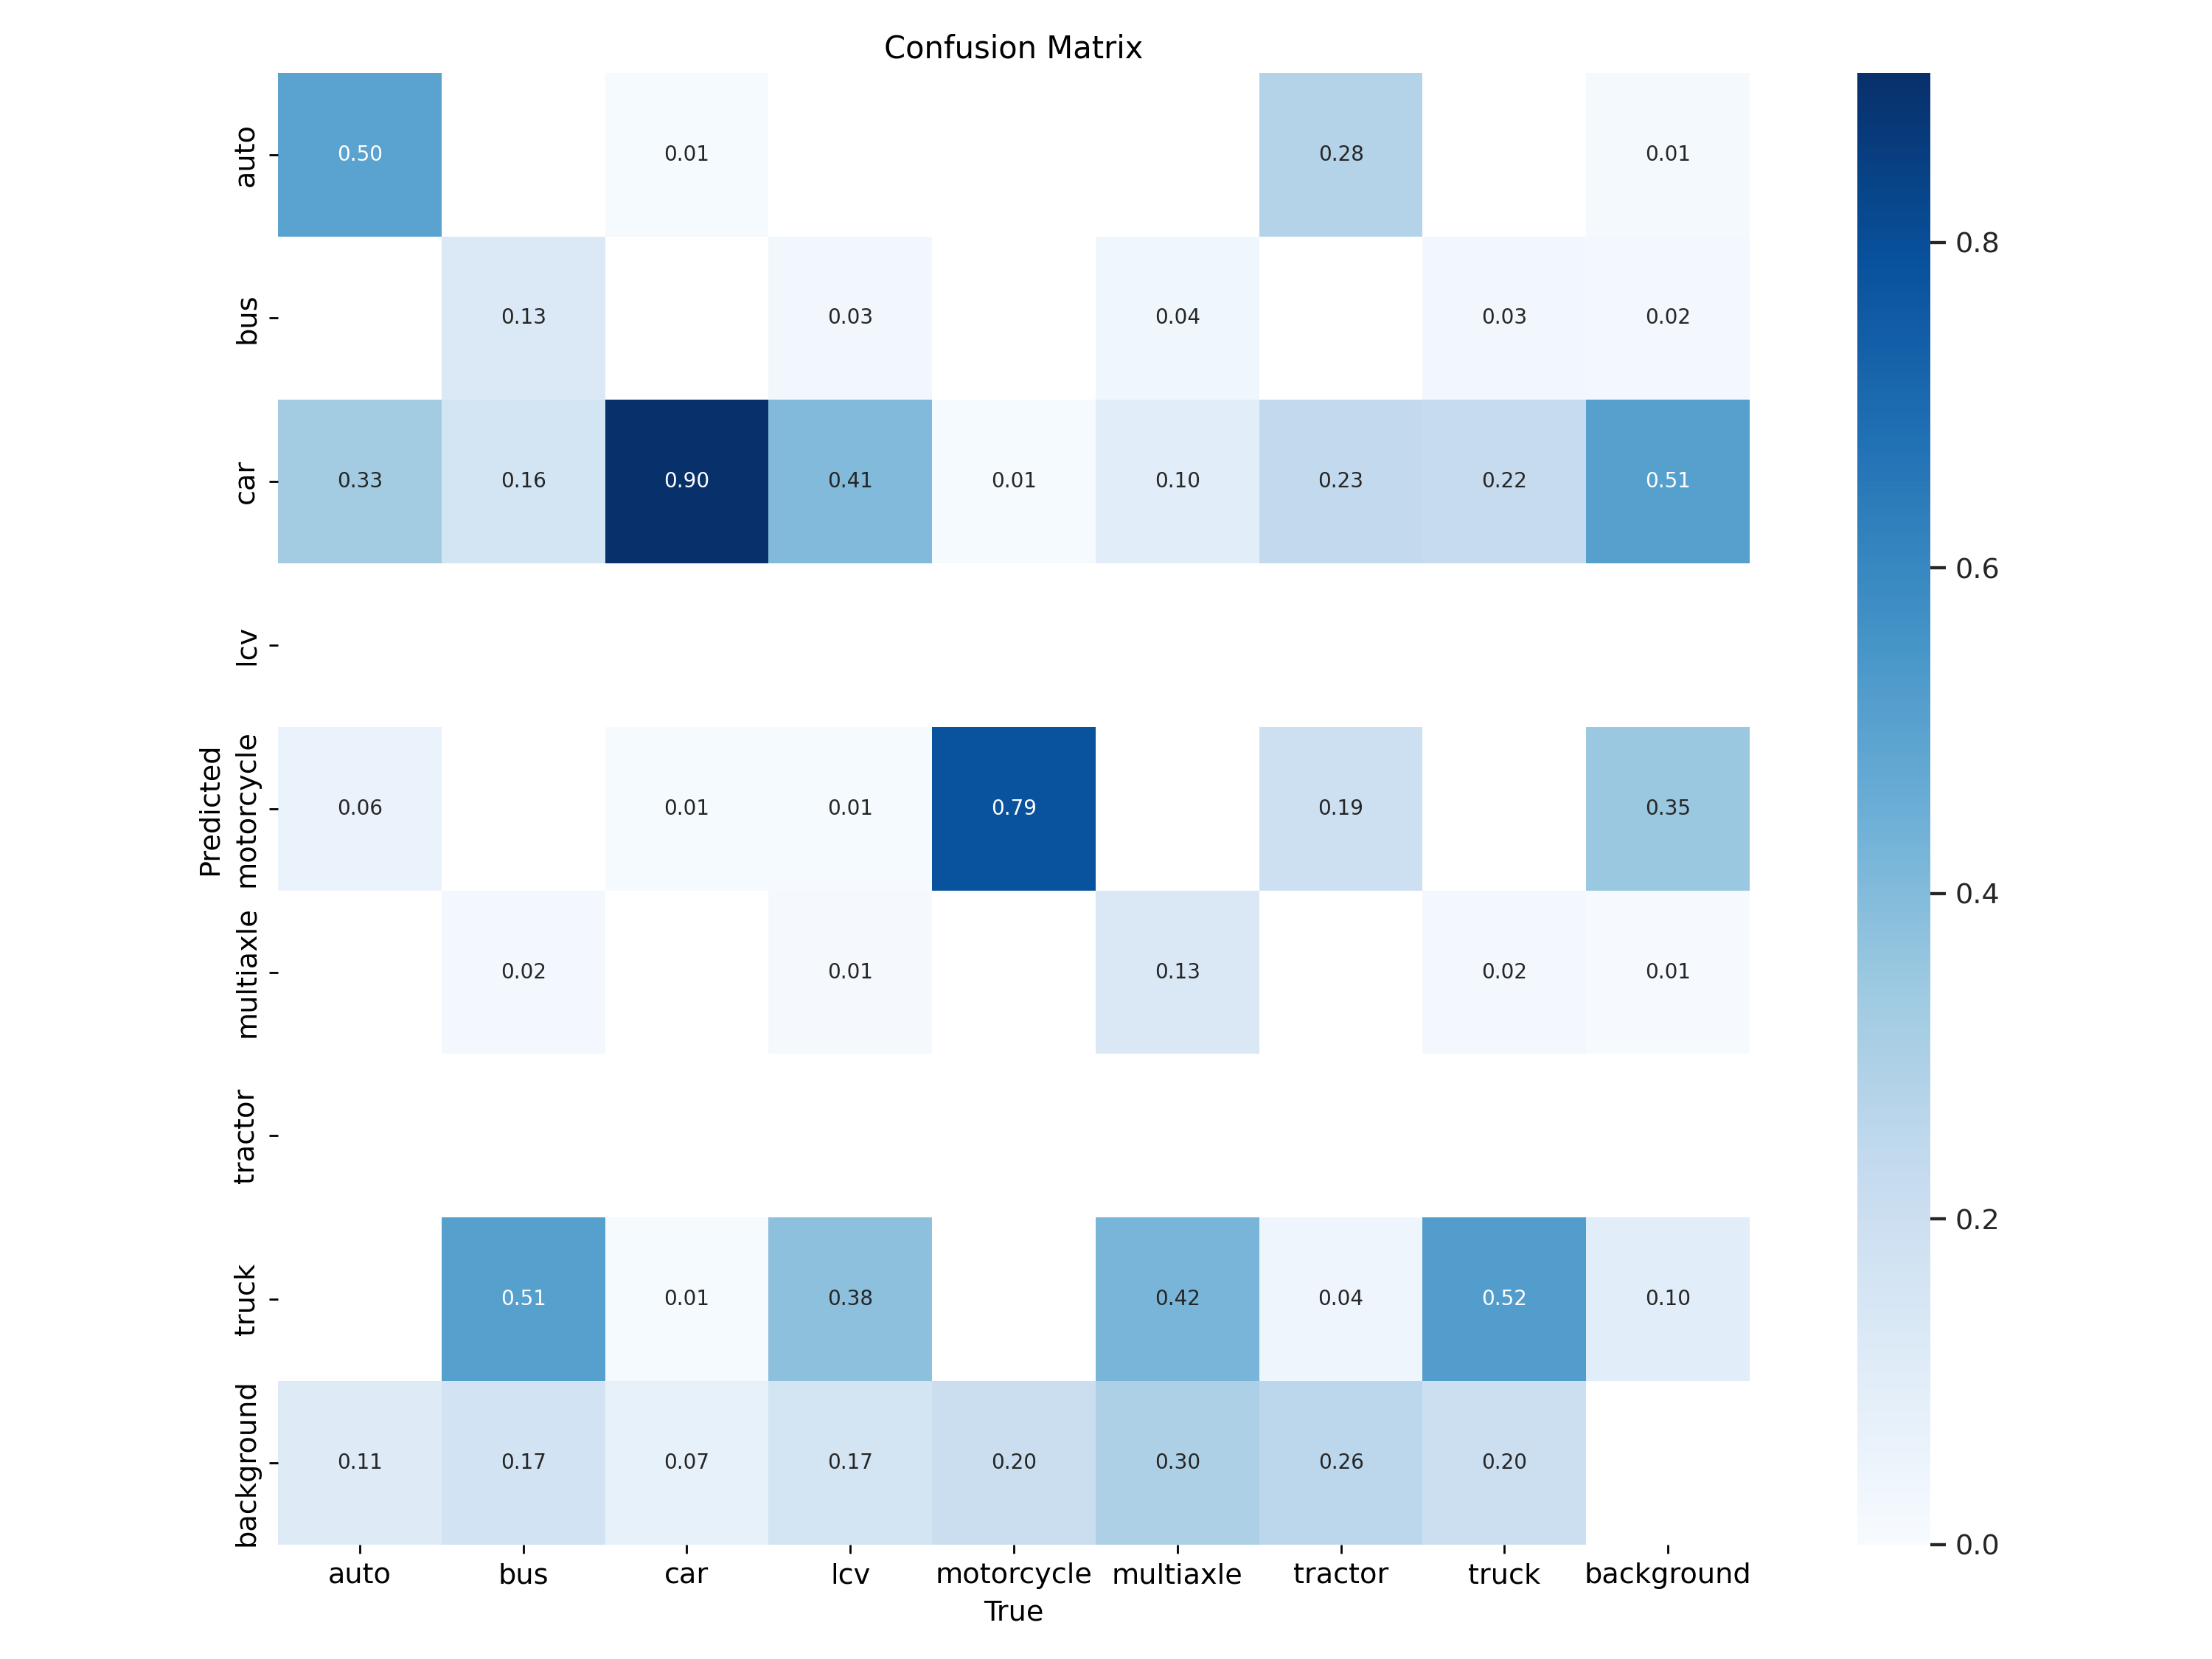 Confusion Matrix
auto 0.50 0.01 0.28 0.01
bus 0.13 0.03 0.04 0.03 0.02
car 0.33 0.16 0.90 0.41 0.01 0.10 0.23 0.22 0.51
lcv
motorcycle 0.06 0.01 0.01 0.79 0.19 0.35
multiaxle 0.02 0.01 0.13 0.02 0.01
tractor
truck 0.51 0.01 0.38 0.42 0.04 0.52 0.10
background 0.11 0.17 0.07 0.17 0.20 0.30 0.26 0.20
Predicted
auto bus car lcv motorcycle multiaxle tractor truck background
True
0.8
0.6
0.4
0.2
0.0